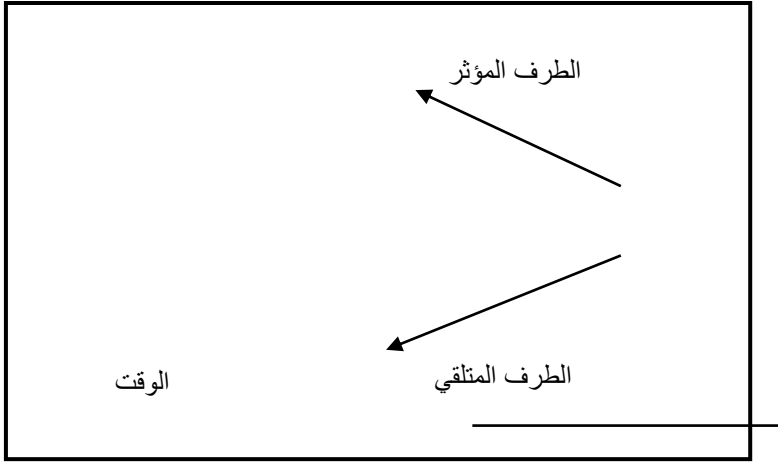 الطرف المؤثر
الطرف المتلقي
الوقت